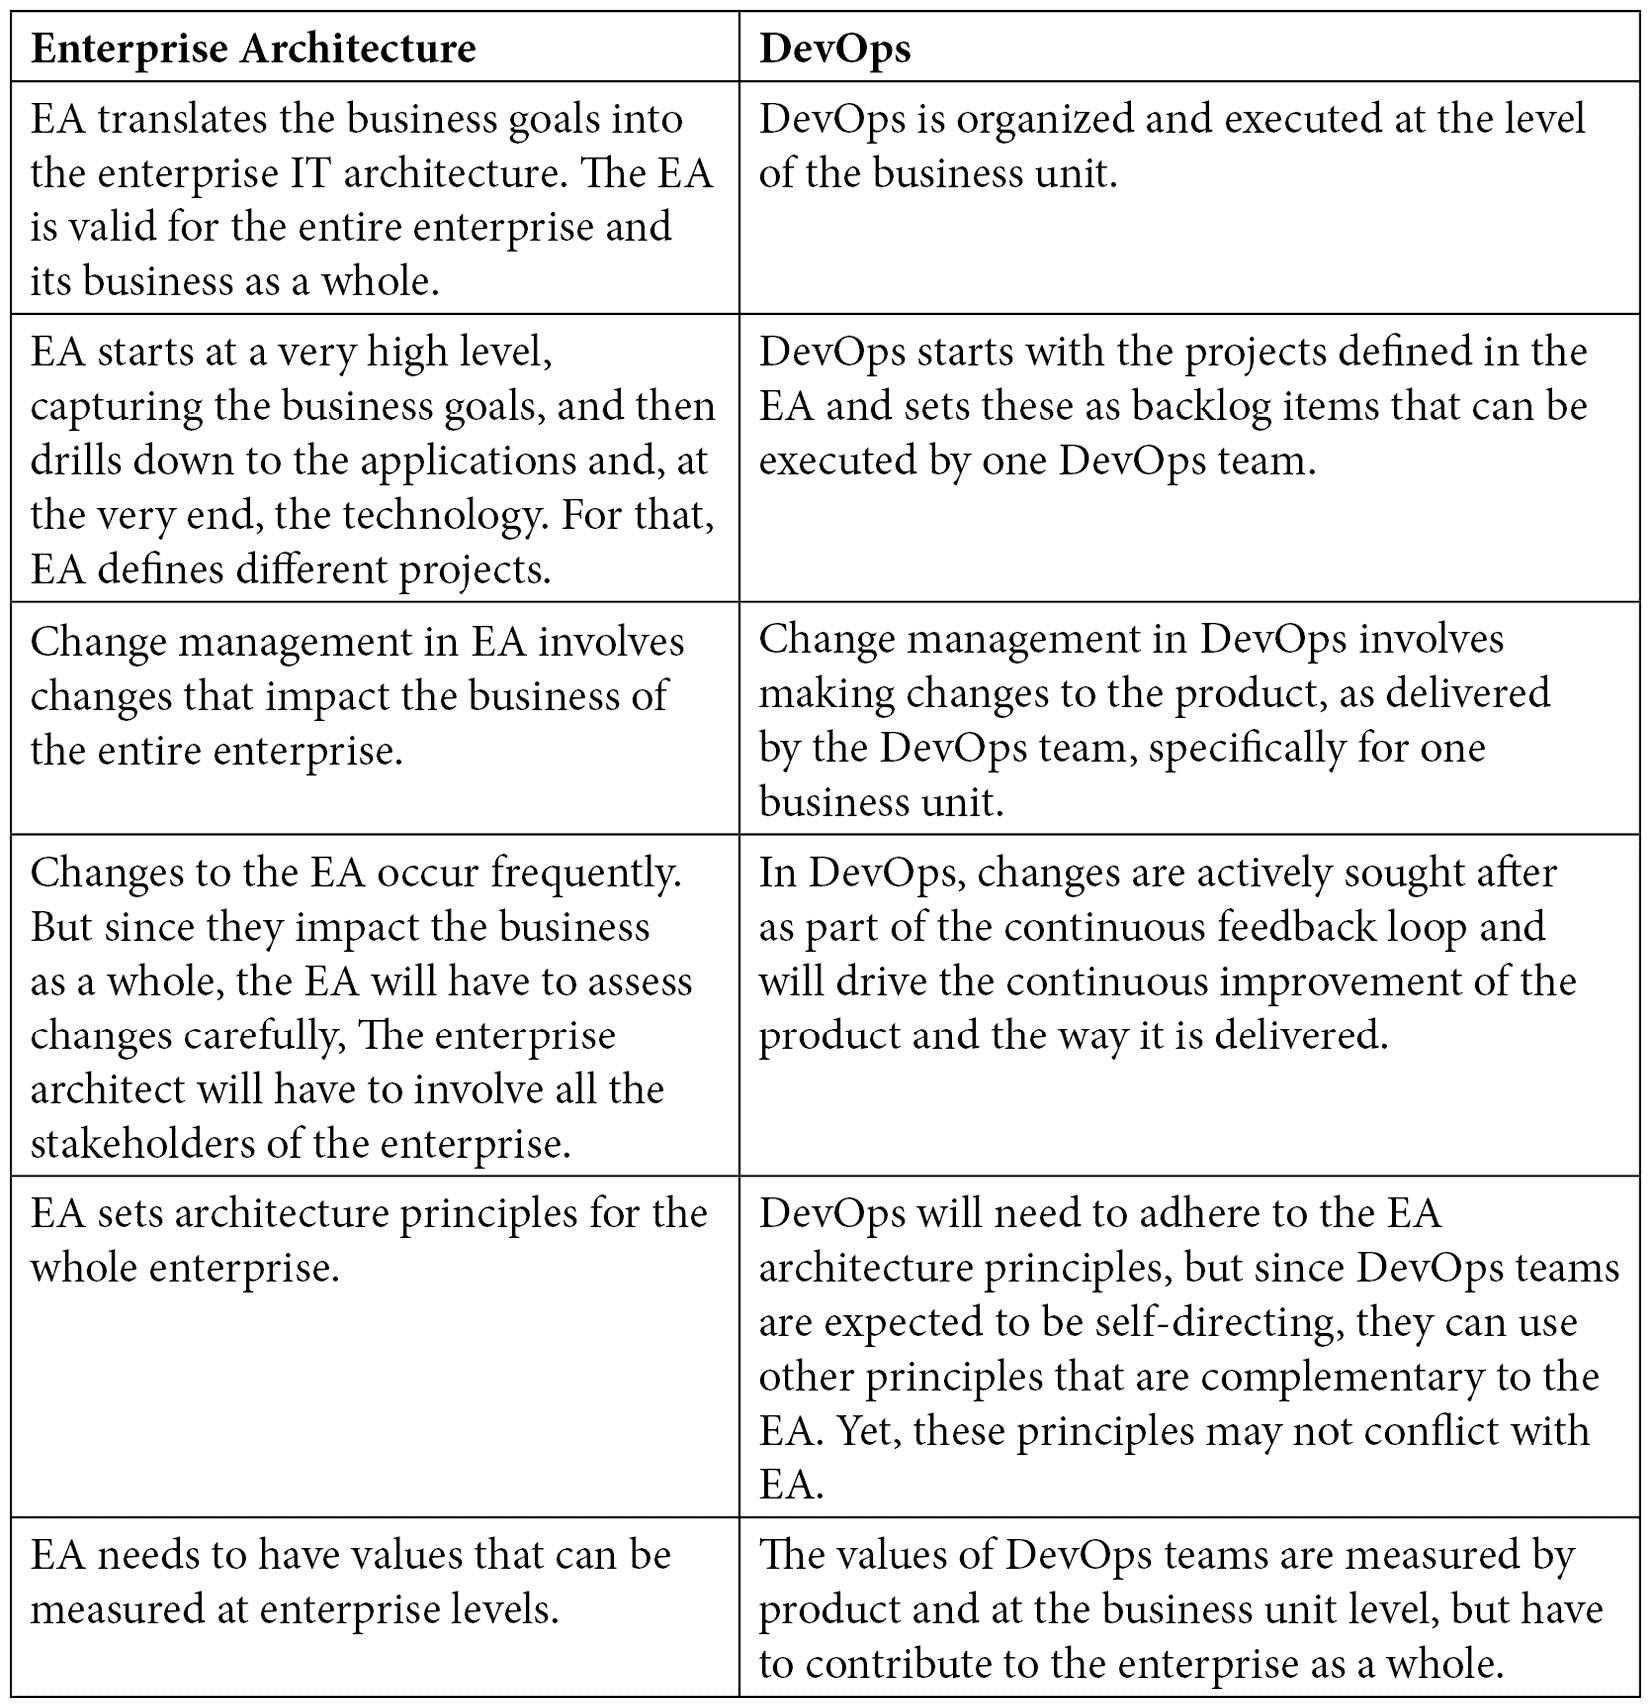 Enterprise Architecture
DevOps
EA translates the business goals into
the enterprise IT architecture. The EA
is valid for the entire enterprise and
its business as a whole.
DevOps is organized and executed at the level
of the business unit.
EA starts at a very high level,
capturing the business goals, and then
drills down to the applications and, at
the very end, the technology. For that,
EA defines different projects.
DevOps starts with the projects defined in the
EA and sets these as backlog items that can be
executed by one DevOps team.
Change management in EA involves
changes that impact the business of
the entire enterprise.
Change management in DevOps involves
making changes to the product, as delivered
by the DevOps team, specifically for one
business unit.
Changes to the EA occur frequently.
But since they impact the business
as a whole, the EA will have to assess
changes carefully, The enterprise
architect will have to involve all the
stakeholders of the enterprise.
In DevOps, changes are actively sought after
as part of the continuous feedback loop and
will drive the continuous improvement of the
product and the way it is delivered.
EA sets architecture principles for the
whole enterprise.
DevOps will need to adhere to the EA
architecture principles, but since DevOps teams
are expected to be self-directing, they can use
other principles that are complementary to the
EA. Yet, these principles may not conflict with
EA.
EA needs to have values that can be
measured at enterprise levels.
The values of DevOps teams are measured by
product and at the business unit level, but have
to contribute to the enterprise as a whole.